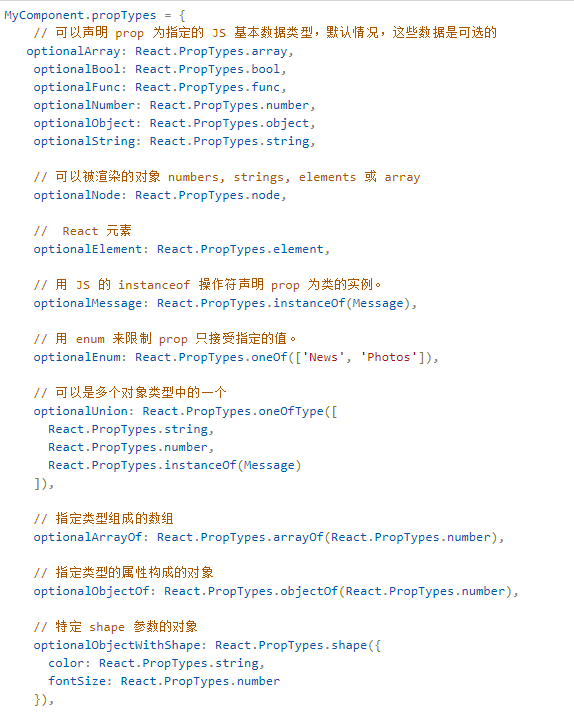 MyComponent.propTypes = {
    // 可以声明 prop 为指定的 JS 基本数据类型，默认情况，这些数据是可选的
   optionalArray: React.PropTypes.array,
    optionalBool: React.PropTypes.bool,
    optionalFunc: React.PropTypes.func,
    optionalNumber: React.PropTypes.number,
    optionalObject: React.PropTypes.object,
    optionalString: React.PropTypes.string,

    // 可以被渲染的对象 numbers, strings, elements 或 array
    optionalNode: React.PropTypes.node,

    //  React 元素
    optionalElement: React.PropTypes.element,

    // 用 JS 的 instanceof 操作符声明 prop 为类的实例。
    optionalMessage: React.PropTypes.instanceOf(Message),

    // 用 enum 来限制 prop 只接受指定的值。
    optionalEnum: React.PropTypes.oneOf(['News', 'Photos']),

    // 可以是多个对象类型中的一个
    optionalUnion: React.PropTypes.oneOfType([
      React.PropTypes.string,
      React.PropTypes.number,
      React.PropTypes.instanceOf(Message)
    ]),

    // 指定类型组成的数组
    optionalArrayOf: React.PropTypes.arrayOf(React.PropTypes.number),

    // 指定类型的属性构成的对象
    optionalObjectOf: React.PropTypes.objectOf(React.PropTypes.number),

    // 特定 shape 参数的对象
    optionalObjectWithShape: React.PropTypes.shape({
      color: React.PropTypes.string,
      fontSize: React.PropTypes.number
    }),